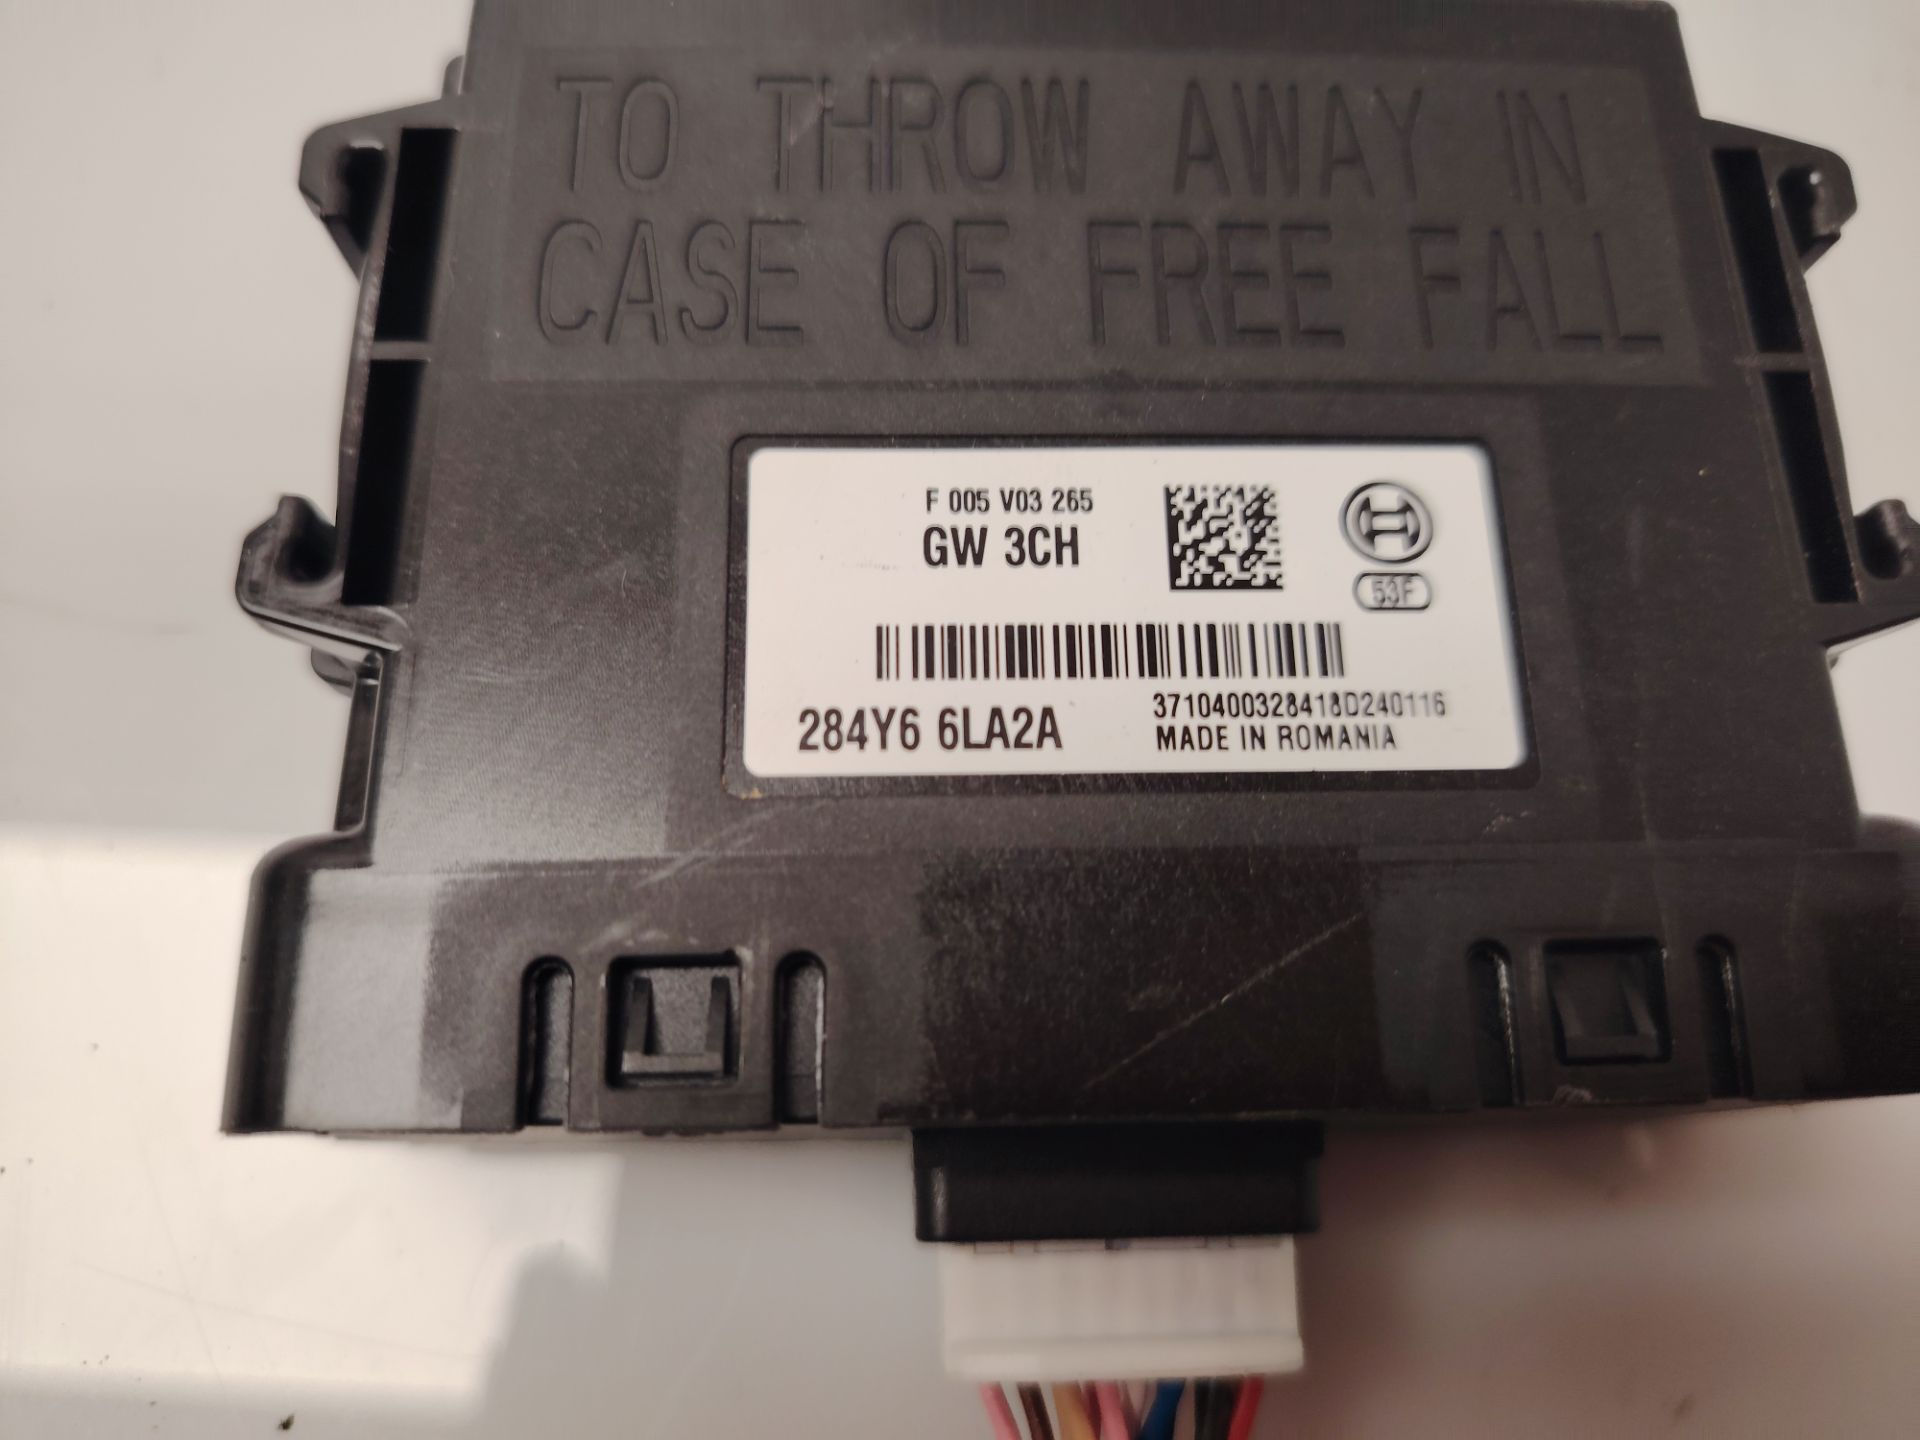 TO THROW AWAY IN
CASE OF FREE FALL
F 005 V03 265
GW 3CH
53F
284Y6 6LA2A
3710400328418D240116
MADE IN ROMANIA